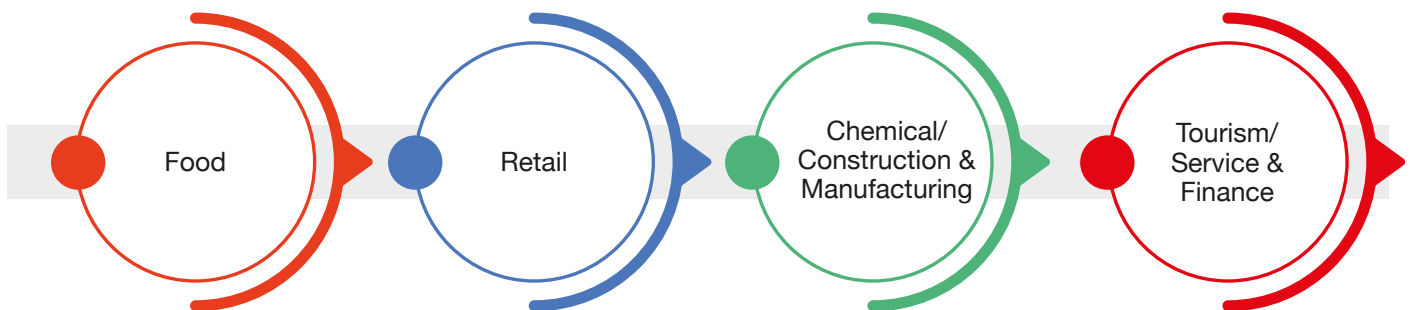 Food
Retail
Chemical/
Construction &
Manufacturing
Tourism/
Service &
Finance